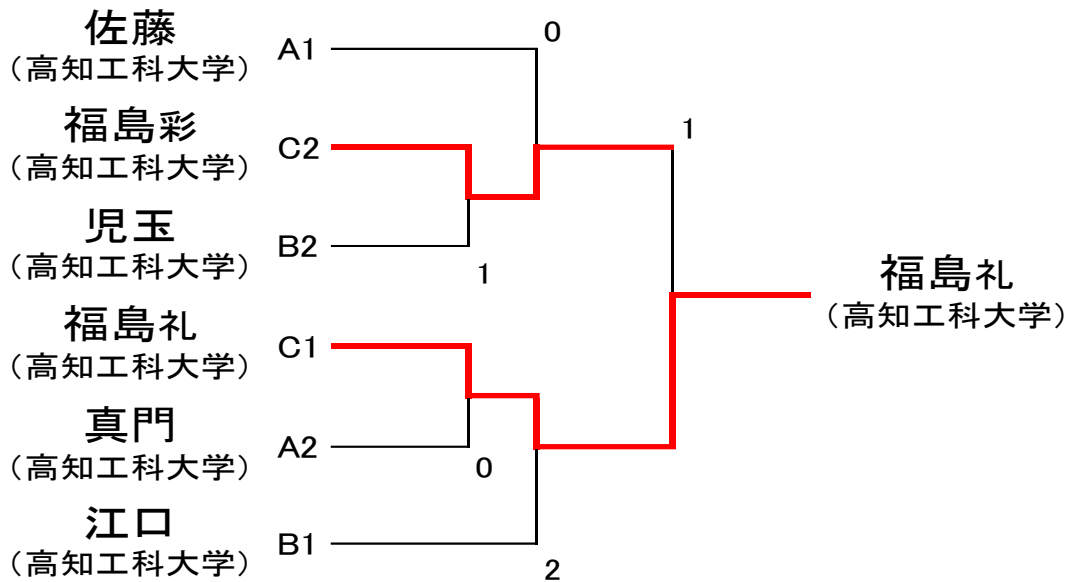 佐藤
(高知工科大学)
A1
0
福島彩
(高知工科大学)
C2
1
児玉
(高知工科大学)
B2
1
福島礼
(高知工科大学)
福島礼
(高知工科大学)
C1
真門
(高知工科大学)
A2
0
江口
(高知工科大学)
B1
2